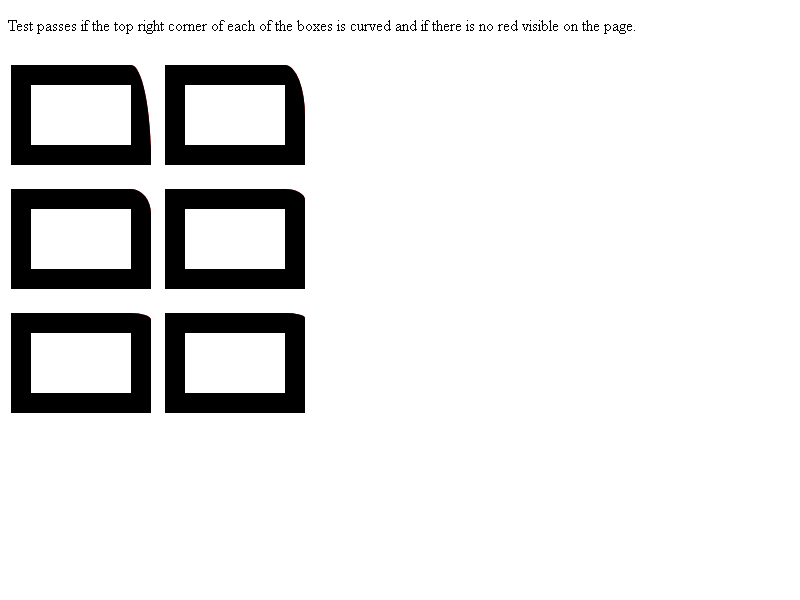 Test passes if the top right corner of each of the boxes is curved and if there is no red visible on the page.